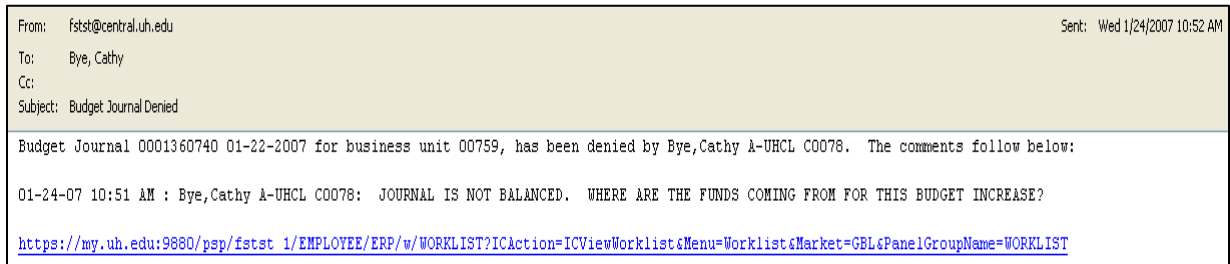 From: fstst@central.uh.edu Sent: Wed 1/24/2007 10:52 AM
To: Bye, Cathy
Cc:
Subject: Budget Journal Denied
Budget Journal 0001360740 01-22-2007 for business unit 00759, has been denied by Bye,Cathy A-UHCL C0078. The comments follow below:
01-24-07 10:51 AM : Bye,Cathy A-UHCL C0078: JOURNAL IS NOT BALANCED. WHERE ARE THE FUNDS COMING FROM FOR THIS BUDGET INCREASE?
https://my.uh.edu:9880/psp/fstst_1/EMPLOYEE/ERP/w/WORKLIST?ICAction=ICViewWorklist&Menu=Worklist&Market=GBL&PanelGroupName=WORKLIST